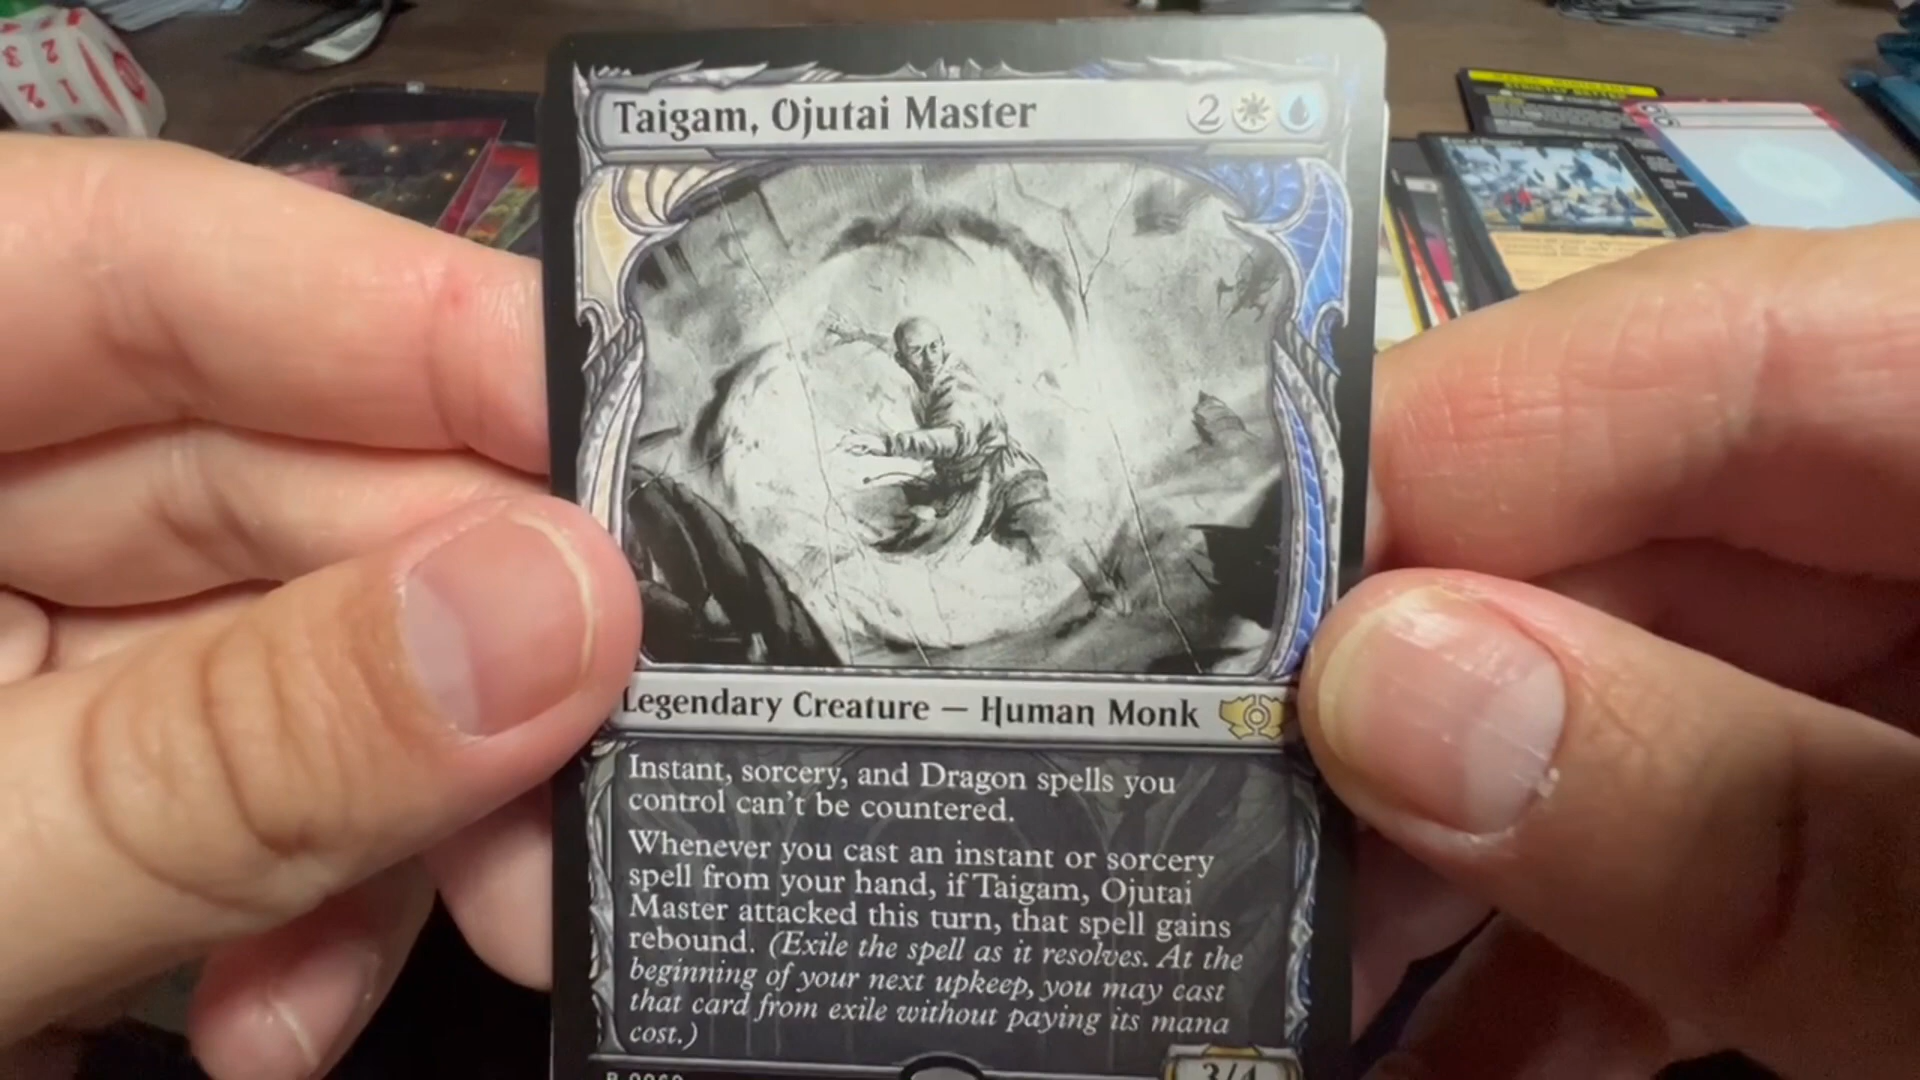 Taigam, Ojutai Master 2
Legendary Creature — Human Monk
Instant, sorcery, and Dragon spells you
control can't be countered.
Whenever you cast an instant or sorcery
spell from your hand, if Taigam, Ojutai
Master attacked this turn, that spell gains
rebound. (Exile the spell as it resolves. At the
beginning of your next upkeep, you may cast
that card from exile without paying its mana
cost.)
3/4